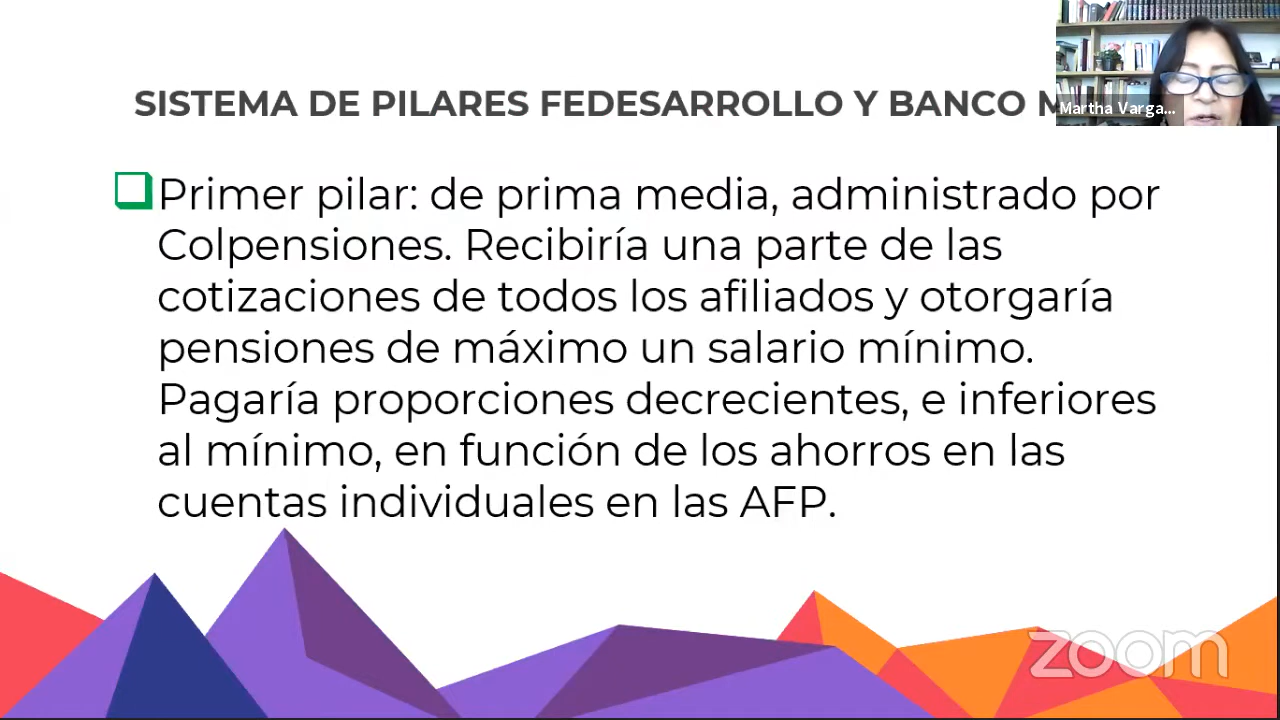 SISTEMA DE PILARES FEDESARROLLO Y BANCO
Martha Varga...
Primer pilar: de prima media, administrado por
Colpensiones. Recibiría una parte de las
cotizaciones de todos los afiliados y otorgaría
pensiones de máximo un salario mínimo.
Pagaría proporciones decrecientes, e inferiores
al mínimo, en función de los ahorros en las
cuentas individuales en las AFP.
zoom